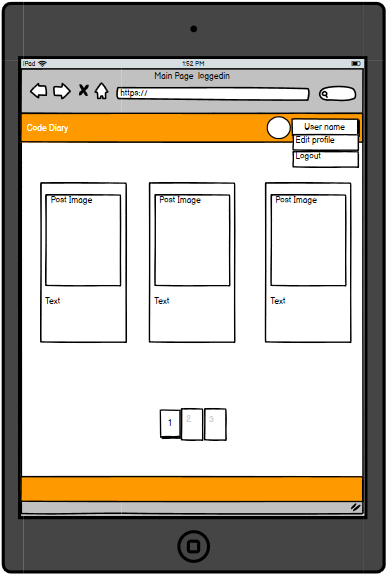 iPad 1:52 PM
Main Page loggedin
https://
Code Diary
User name
Edit profile
Logout
Post Image Post Image Post Image
Text Text Text
1 2 3